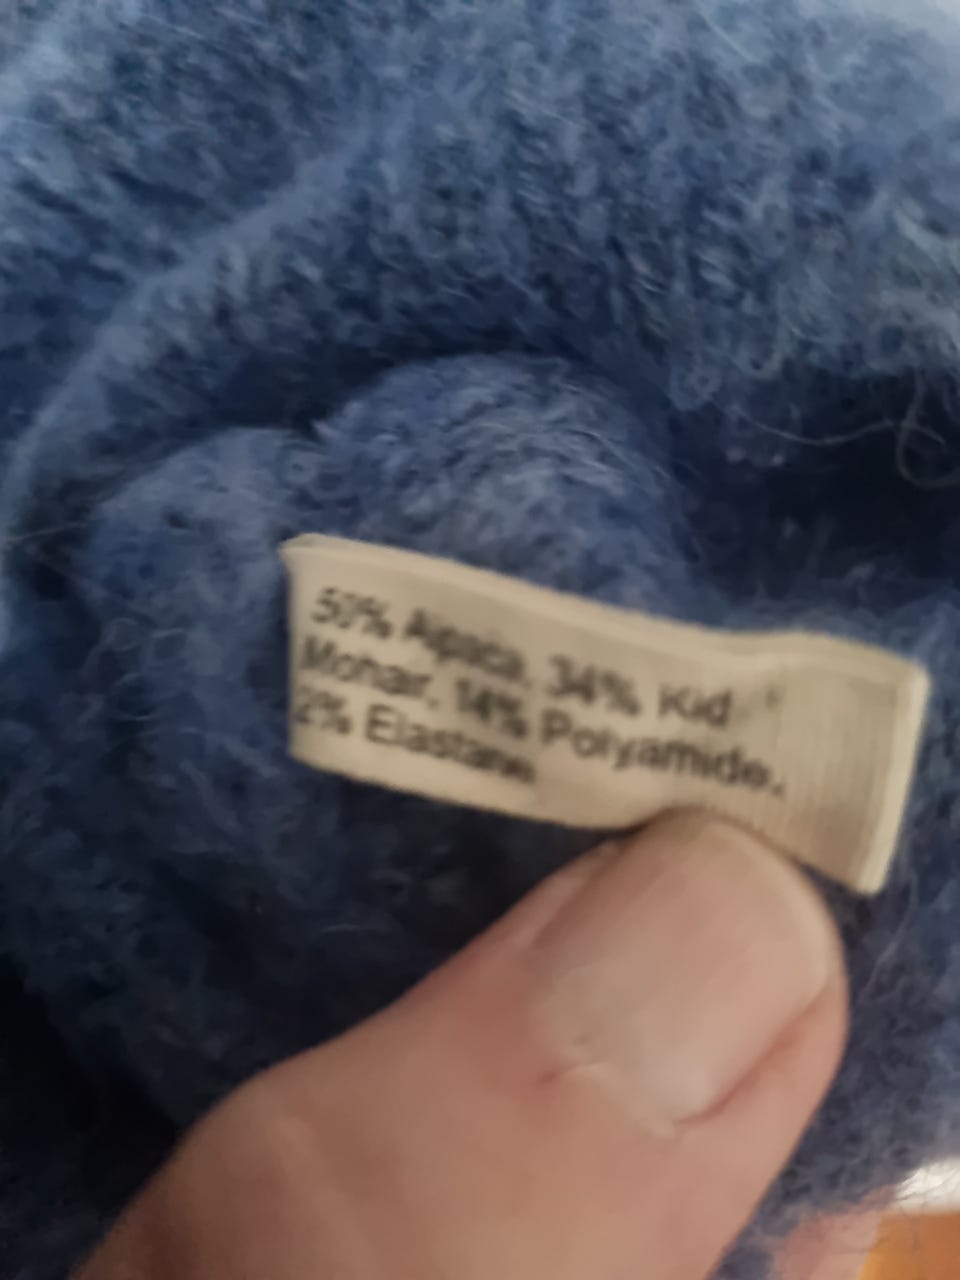 50% Alpaca, 34% Kid
Mohair, 14% Polyamide,
2% Elastane